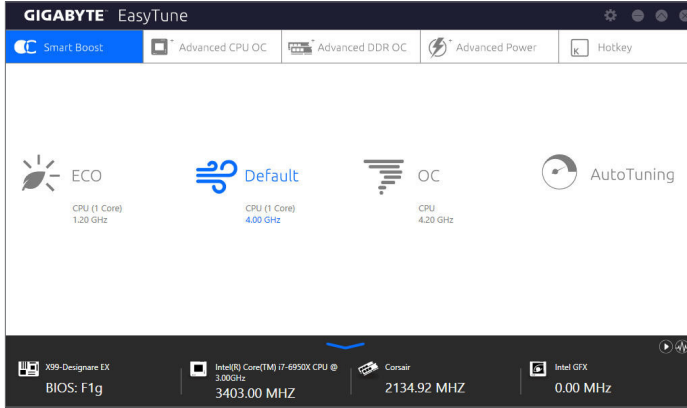 GIGABYTE™ EasyTune
Smart Boost
Advanced CPU OC
Advanced DDR OC
Advanced Power
K Hotkey
ECO
CPU (1 Core)
1.20 GHz
Default
CPU (1 Core)
4.00 GHz
OC
CPU
4.20 GHz
AutoTuning
X99-Designare EX
BIOS: F1g
Intel(R) Core(TM) i7-6950X CPU @
3.00GHz
3403.00 MHZ
Corsair
2134.92 MHZ
Intel GFX
0.00 MHz